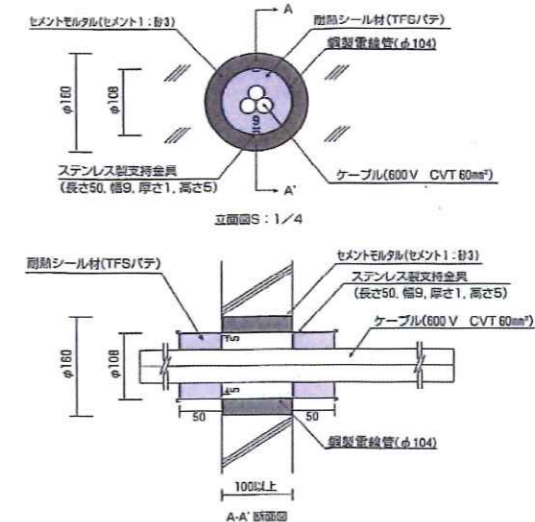 A
セメントモルタル(セメント1:砂3)
耐熱シール材(TFSパテ)
鋼製電線管(φ104)
φ160
φ108
9
ステンレス製支持金具
(長さ50, 幅9, 厚さ1, 高さ5)
ケーブル(600V CVT 60mm²)
A'
立面図S:1/4
耐熱シール材(TFSパテ)
セメントモルタル(セメント1:砂3)
ステンレス製支持金具
(長さ50, 幅9, 厚さ1, 高さ5)
ケーブル(600V CVT 60mm²)
φ160
φ108
5
5
50
50
鋼製電線管(φ104)
100以上
A-A' 断面図